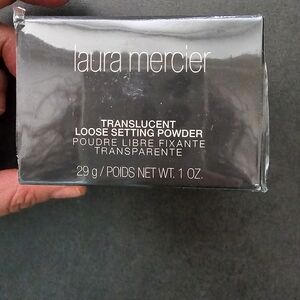 laura mercier
TRANSLUCENT
LOOSE SETTING POWDER
POUDRE LIBRE FIXANTE
TRANSPARENTE
29 g / POIDS NET WT. 1 OZ.